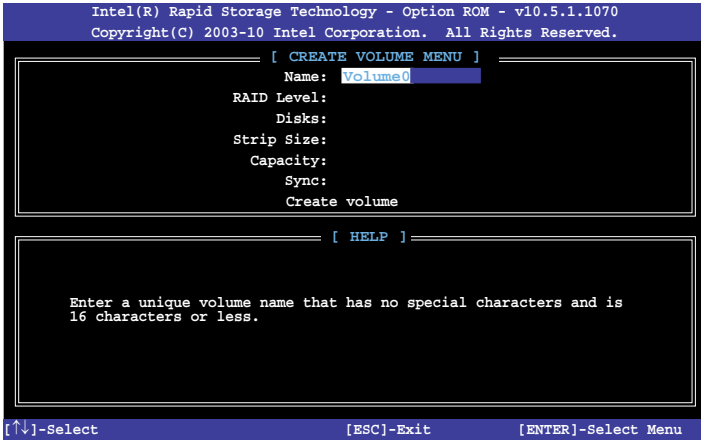 Intel(R) Rapid Storage Technology - Option ROM - v10.5.1.1070
Copyright(C) 2003-10 Intel Corporation. All Rights Reserved.
[ CREATE VOLUME MENU ]
Name: Volume0
RAID Level:
Disks:
Strip Size:
Capacity:
Sync:
Create volume
[ HELP ]
Enter a unique volume name that has no special characters and is
16 characters or less.
[↑↓]-Select [ESC]-Exit [ENTER]-Select Menu